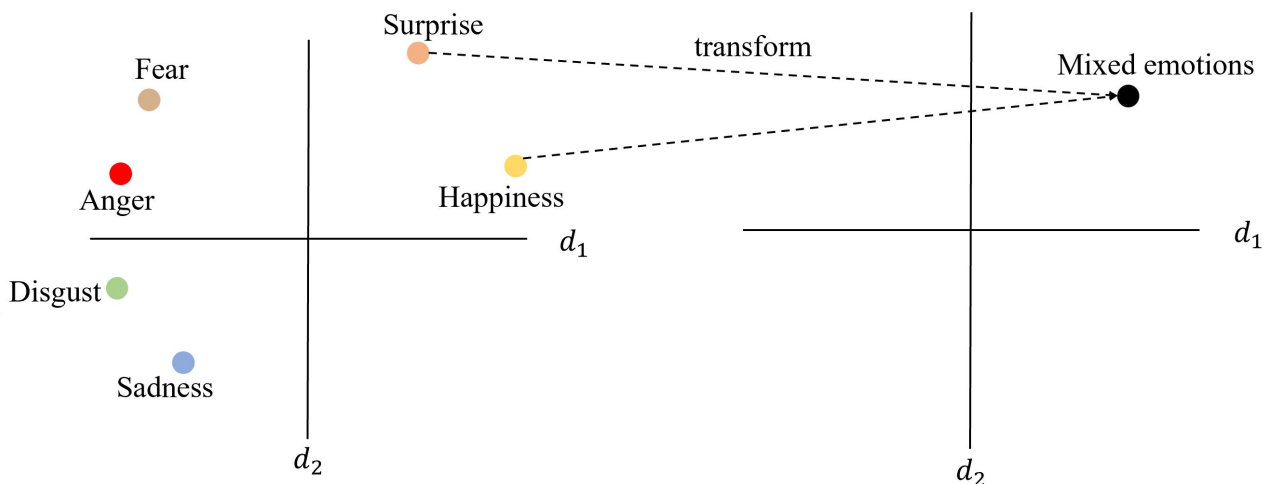 Surprise
transform
Mixed emotions
Fear
Anger
Happiness
d₁
d₁
Disgust
Sadness
d₂
d₂